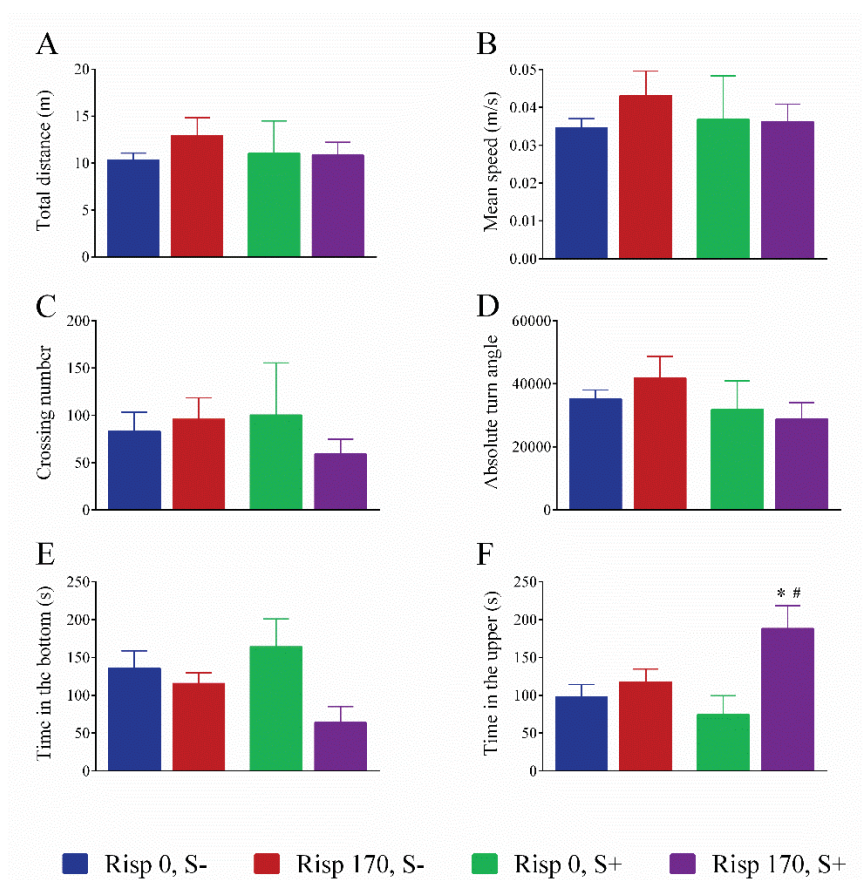 A
Total distance (m)
20
15
10
5
0
B
Mean speed (m/s)
0.05
0.04
0.03
0.02
0.01
0.00
C
Crossing number
200
150
100
50
0
D
Absolute turn angle
60000
40000
20000
0
E
Time in the bottom (s)
250
200
150
100
50
0
F
Time in the upper (s)
250
200
150
100
50
0
* #
Risp 0, S- Risp 170, S- Risp 0, S+ Risp 170, S+